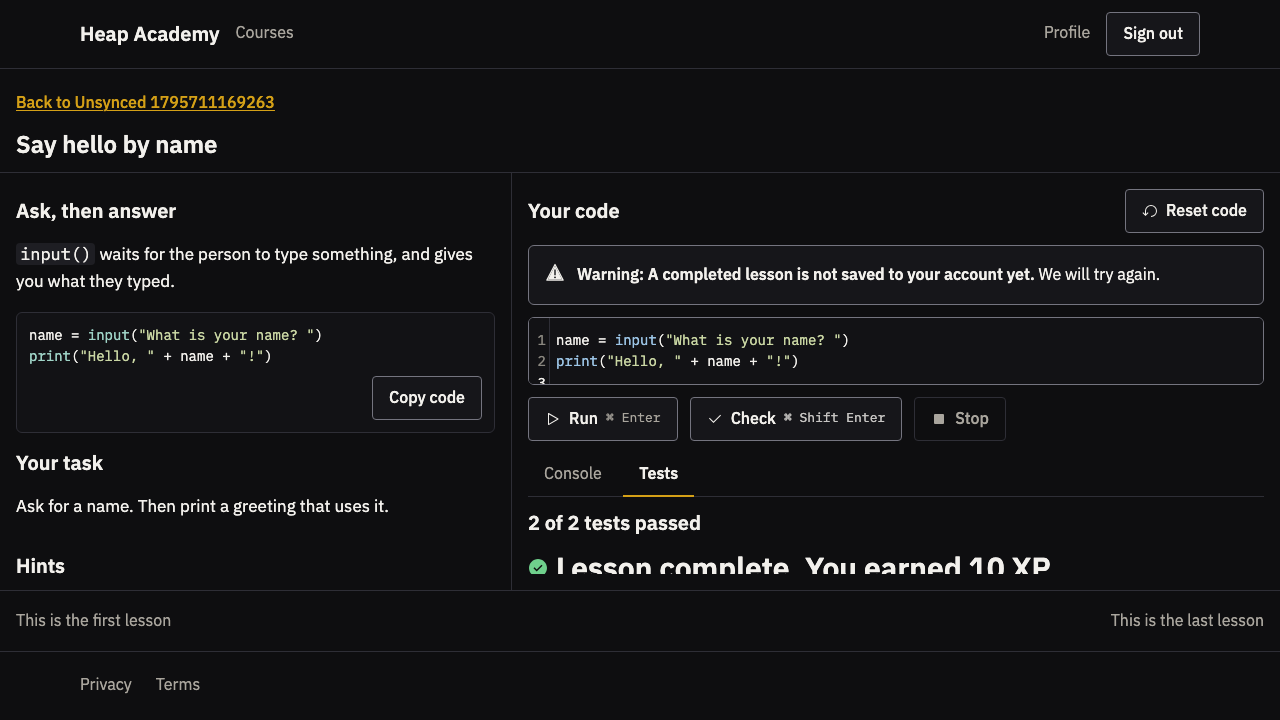 Heap Academy Courses Profile Sign out
Back to Unsynced 1795711169263
Say hello by name
Ask, then answer
input() waits for the person to type something, and gives
you what they typed.
name = input("What is your name? ")
print("Hello, " + name + "!")
Copy code
Your task
Ask for a name. Then print a greeting that uses it.
Hints
Your code
Reset code
Warning: A completed lesson is not saved to your account yet. We will try again.
1 name = input("What is your name? ")
2 print("Hello, " + name + "!")
3
Run ⌘ Enter
Check ⌘ Shift Enter
Stop
Console Tests
2 of 2 tests passed
Lesson complete. You earned 10 XP
This is the first lesson
This is the last lesson
Privacy Terms